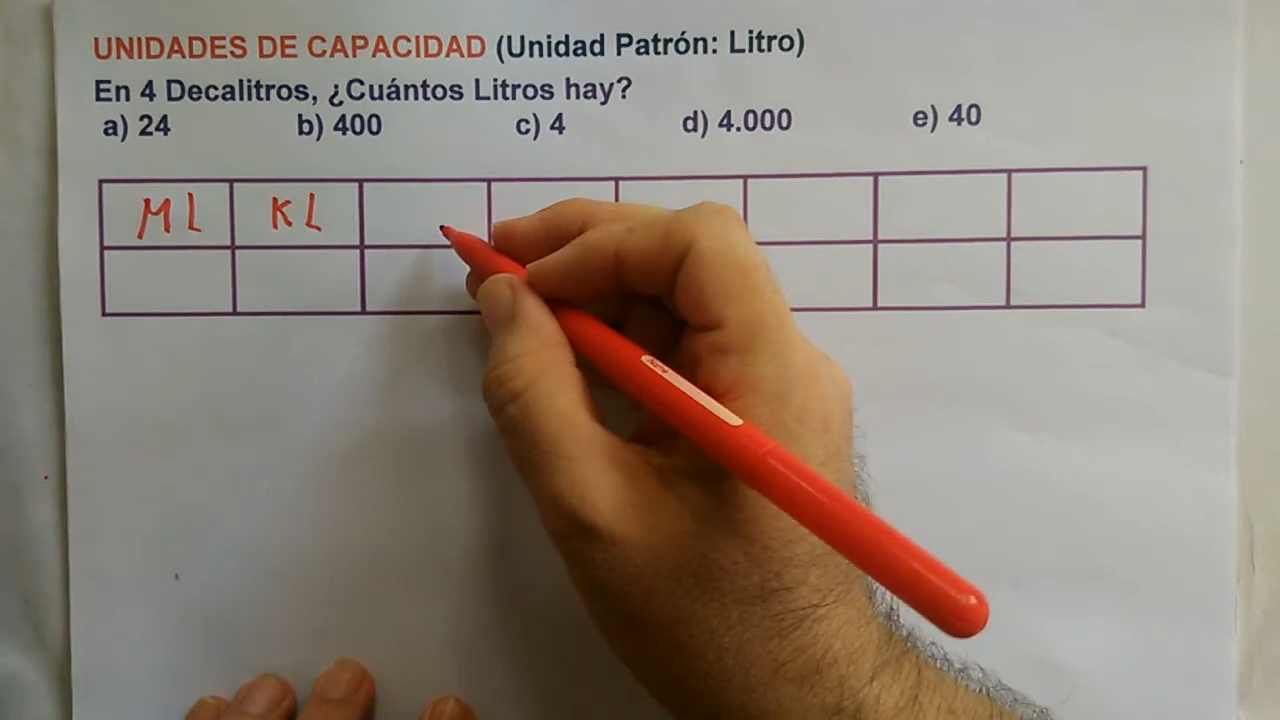 UNIDADES DE CAPACIDAD (Unidad Patrón: Litro)
En 4 Decalitros, ¿Cuántos Litros hay?
a) 24 b) 400 c) 4 d) 4.000 e) 40
ML KL